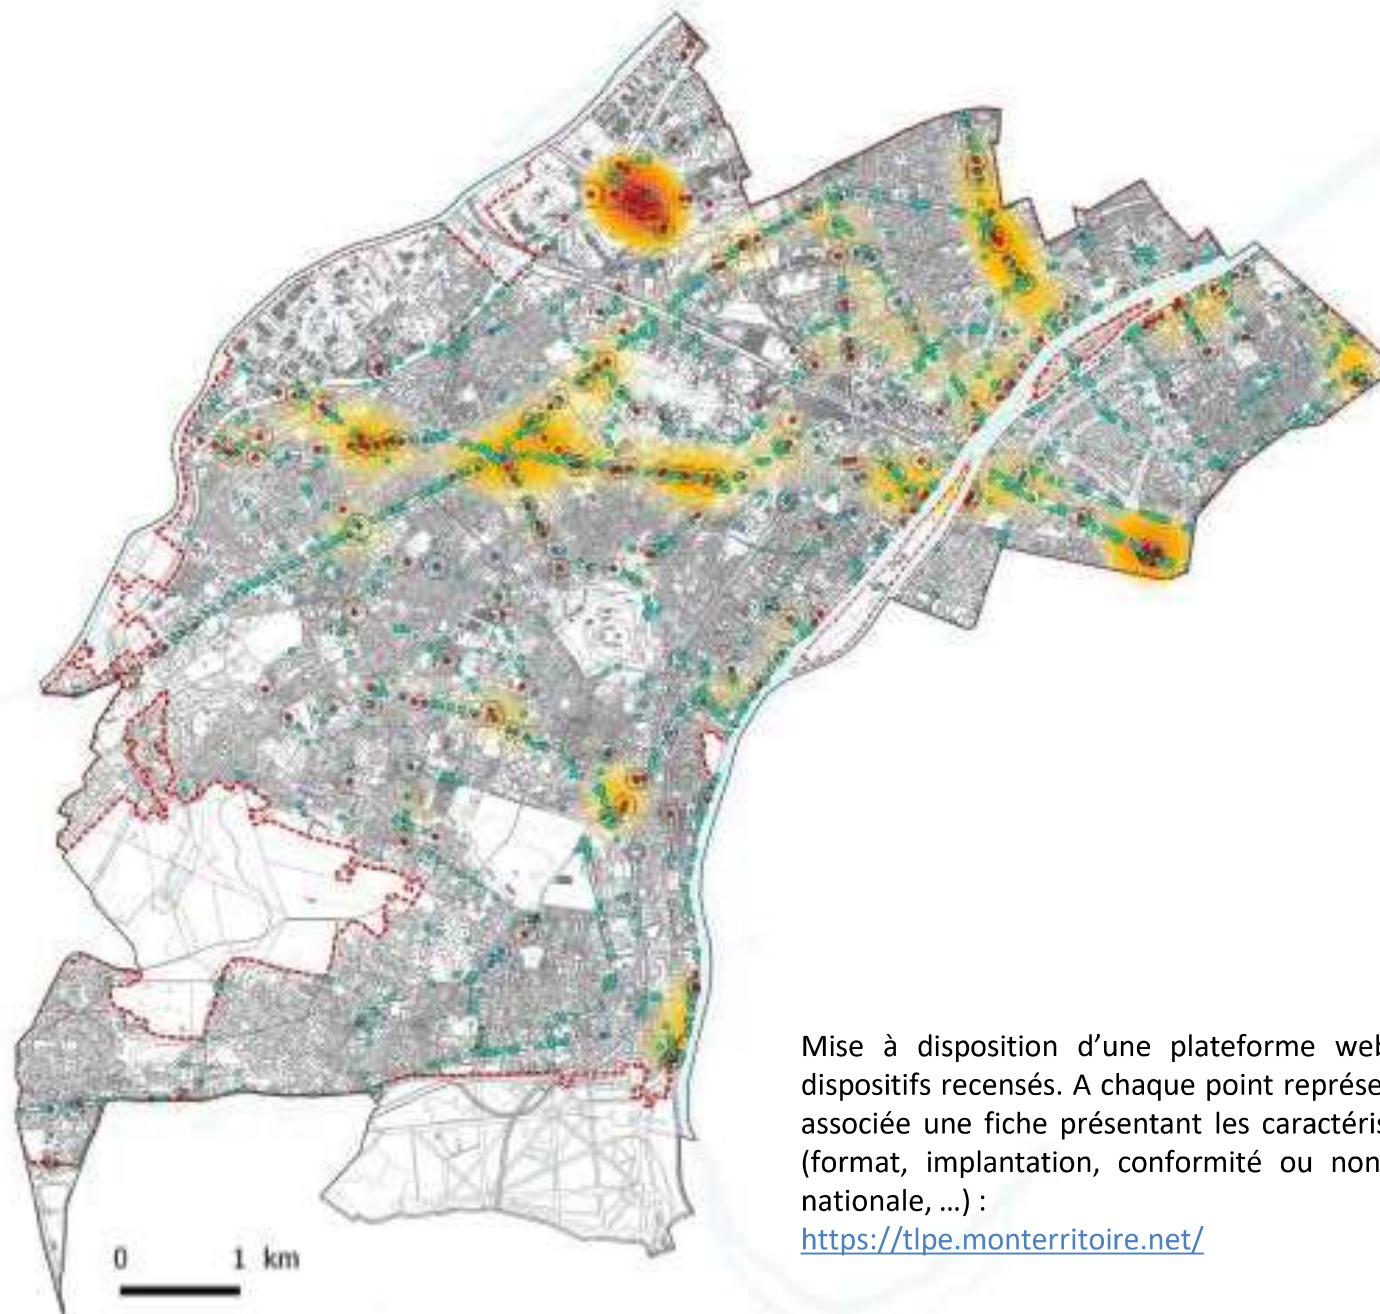 0 1 km
Mise à disposition d’une plateforme web
dispositifs recensés. A chaque point représe
associée une fiche présentant les caractéris
(format, implantation, conformité ou non
nationale, …) :
https://tlpe.monterritoire.net/